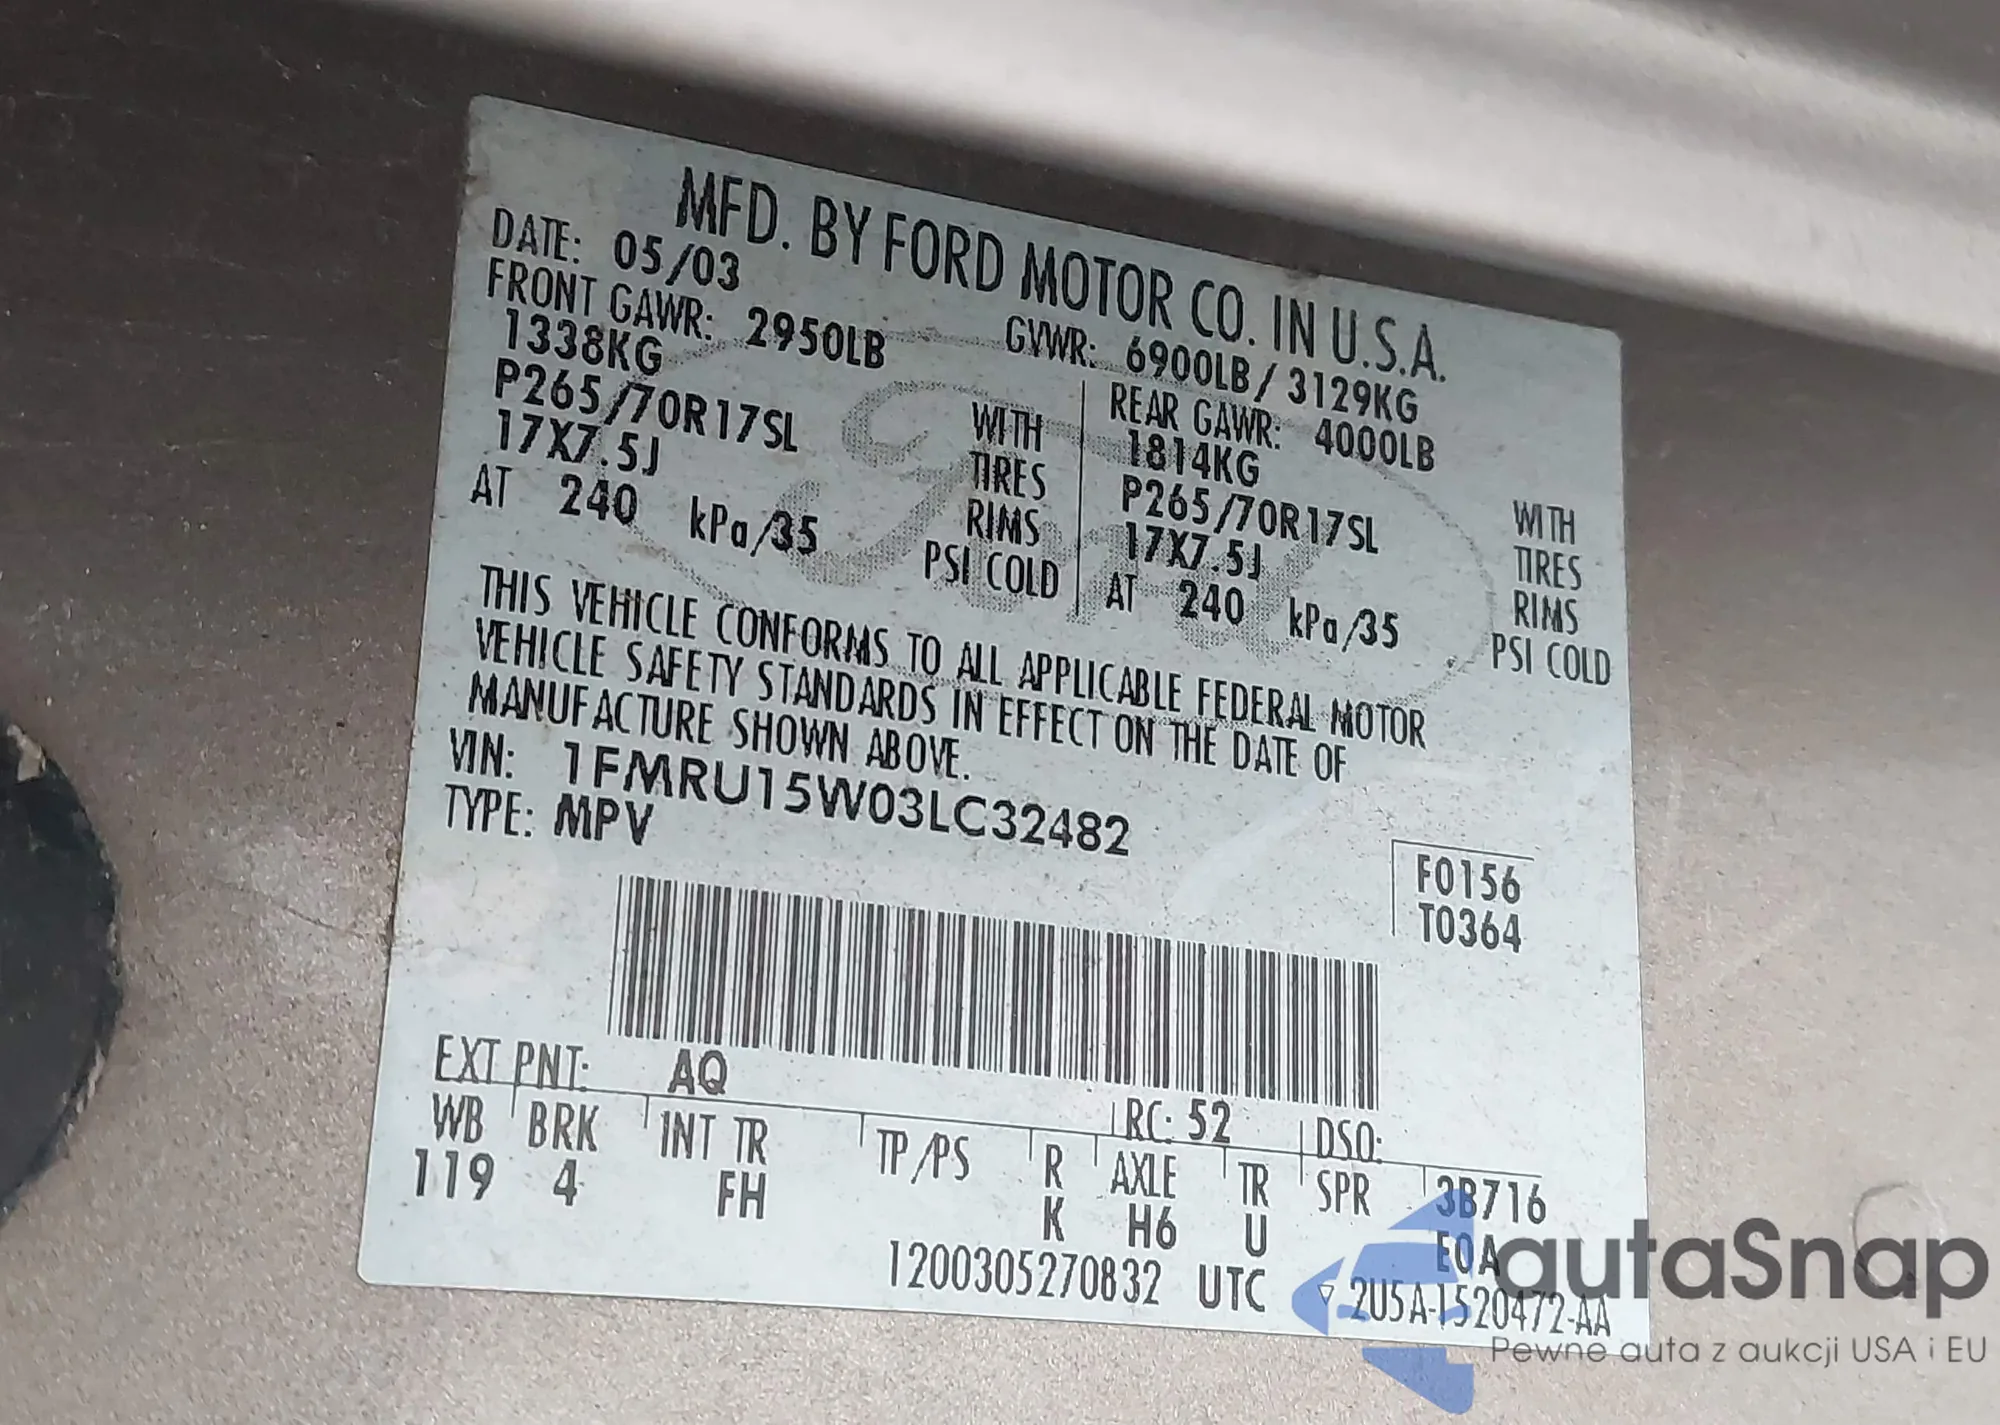 MFD. BY FORD MOTOR CO. IN U.S.A.
DATE: 05/03 GVWR: 6900LB / 3129KG
FRONT GAWR: 2950LB REAR GAWR: 4000LB
1338KG WITH 1814KG WITH
P265/70R17SL TIRES P265/70R17SL TIRES
17X7.5J RIMS 17X7.5J RIMS
AT 240 kPa/35 PSI COLD AT 240 kPa/35 PSI COLD
THIS VEHICLE CONFORMS TO ALL APPLICABLE FEDERAL MOTOR
VEHICLE SAFETY STANDARDS IN EFFECT ON THE DATE OF
MANUFACTURE SHOWN ABOVE.
VIN: 1FMRU15W03LC32482
TYPE: MPV
F0156
T0364
EXT PNT: AQ RC: 52 DSO:
WB BRK INT TR TP/PS R AXLE TR SPR 3B716
119 4 FH K H6 U E0A
1200305270832 UTC ▽ 2U5A-1520472-AA
autaSnap
Pewne auta z aukcji USA i EU